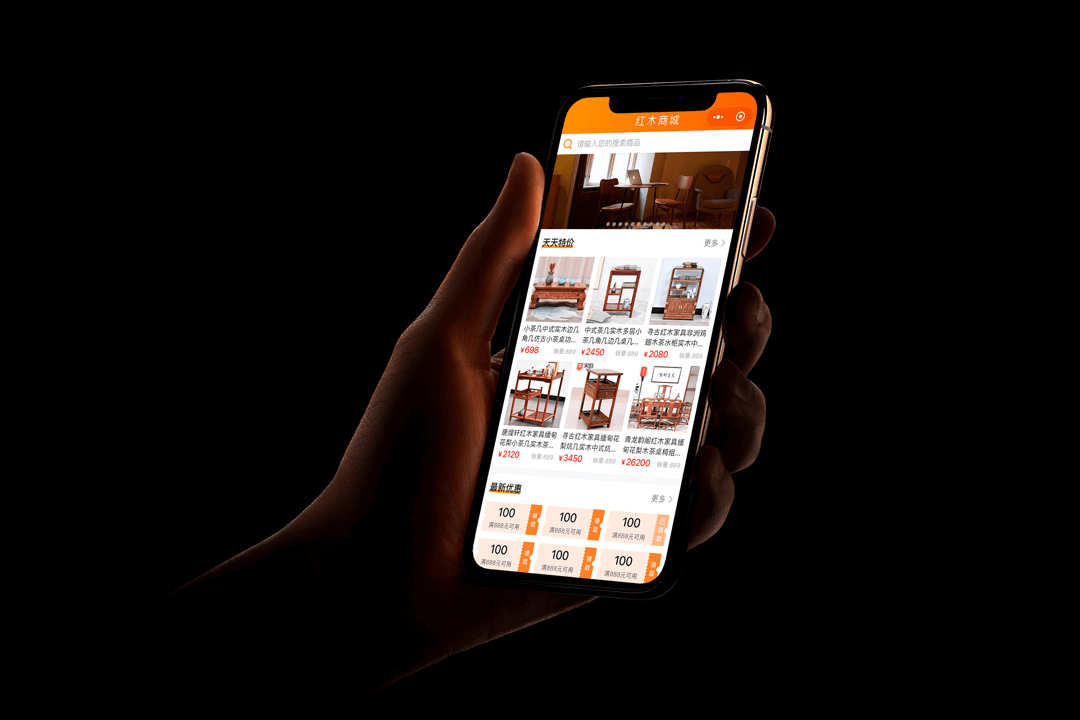 红木商城
请输入您的搜索商品
天天特价
更多
小茶几中式实木边几
角几仿古小茶桌功...
¥698 销量:889
中式茶几实木多层小
茶几角几边几桌几...
¥2450 销量:889
寻古红木家具非洲鸡
翅木茶水柜实木中...
¥2080 销量:889
唐煌轩红木家具缅甸
花梨小茶几实木茶...
¥2120 销量:889
寻古红木家具缅甸花
梨炕几实木中式炕...
¥3450 销量:889
青龙韵阁红木家具缅
甸花梨木茶桌椅组...
¥26200 销量:889
最新优惠
更多
100
满888元可用
领取
100
满888元可用
领取
100
满888元可用
已领取
100
满888元可用
领取
100
满888元可用
领取
100
满888元可用
领取